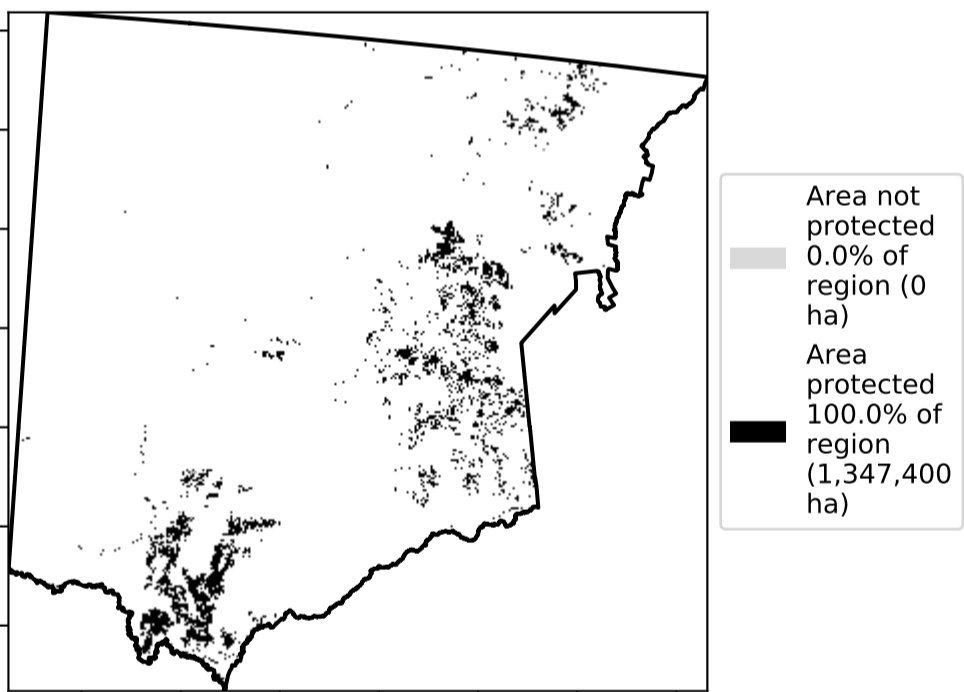 Area not
protected
0.0% of
region (0
ha)
Area
protected
100.0% of
region
(1,347,400
ha)